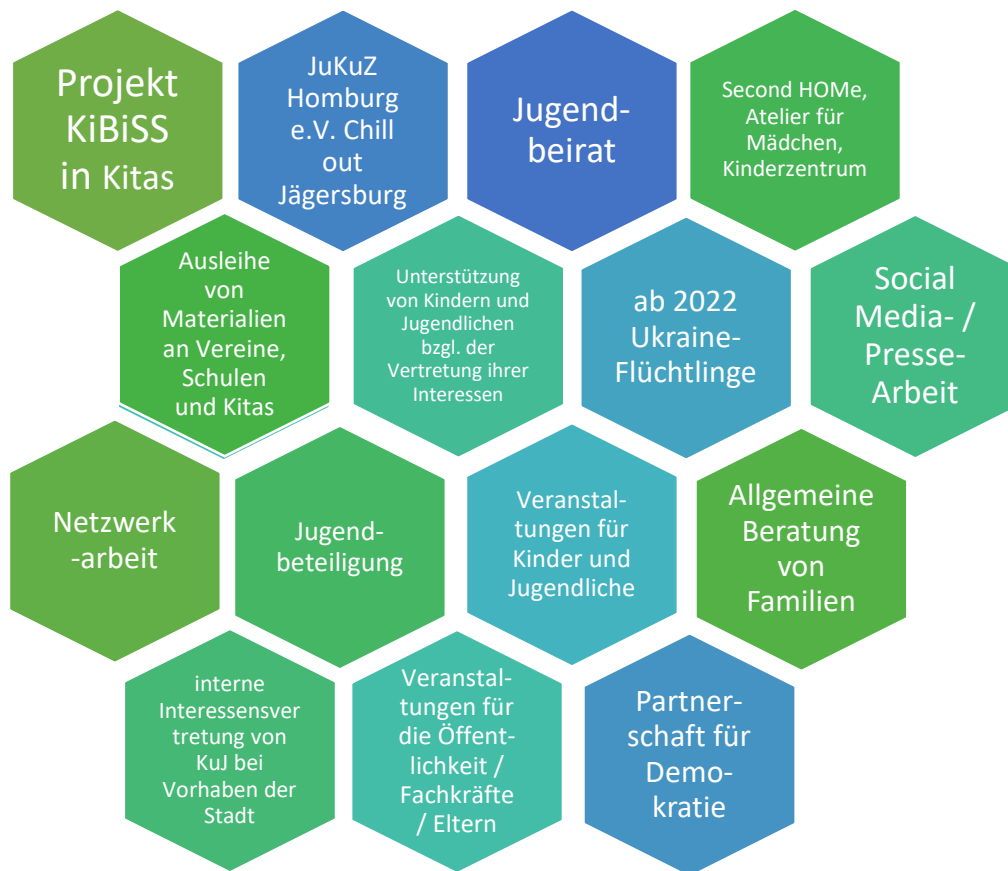 Projekt
KiBiSS
in Kitas
JuKuZ
Homburg
e.V. Chill
out
Jägersburg
Jugend-
beirat
Second HOMe,
Atelier für
Mädchen,
Kinderzentrum
Ausleihe
von
Materialien
an Vereine,
Schulen
und Kitas
Unterstützung
von Kindern und
Jugendlichen
bzgl. der
Vertretung ihrer
Interessen
ab 2022
Ukraine-
Flüchtlinge
Social
Media- /
Presse-
Arbeit
Netzwerk
-arbeit
Jugend-
beteiligung
Veranstal-
tungen für
Kinder und
Jugendliche
Allgemeine
Beratung
von
Familien
interne
Interessensver
tretung von
KuJ bei
Vorhaben der
Stadt
Veranstal-
tungen für
die Öffent-
lichkeit /
Fachkräfte
/ Eltern
Partner-
schaft für
Demo-
kratie